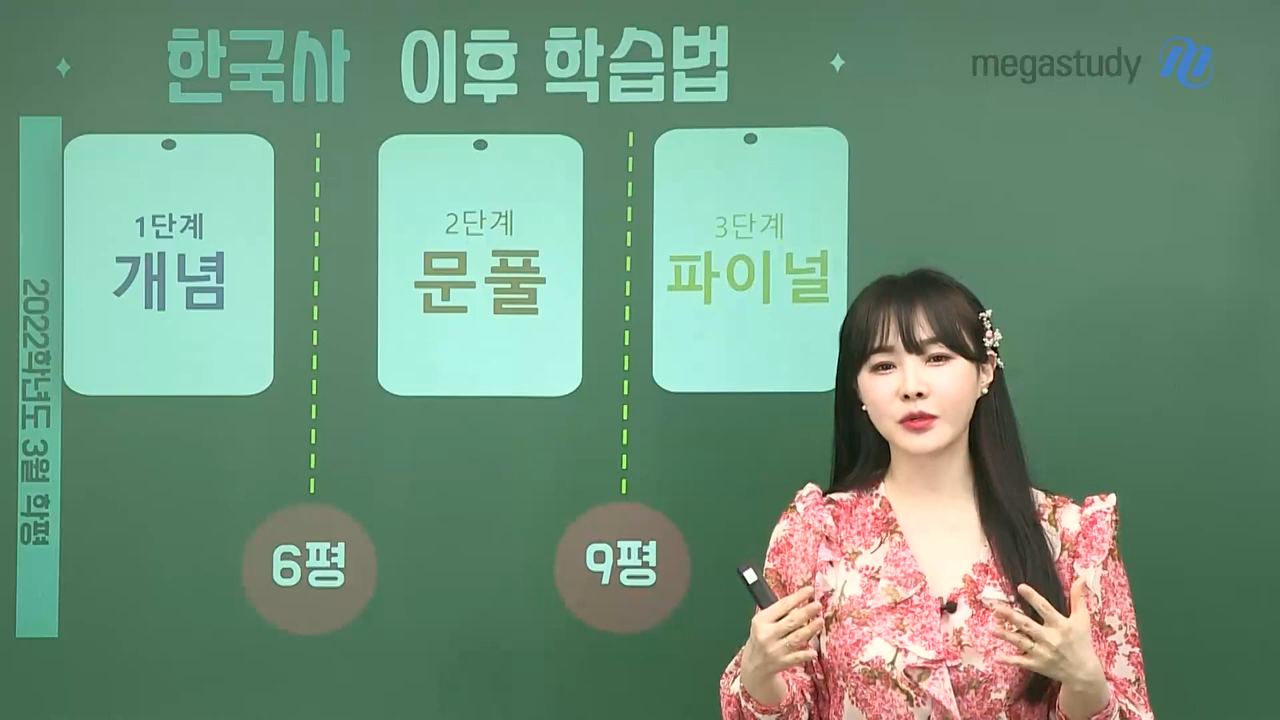 한국사 이후 학습법
megastudy
1단계
개념
2단계
문풀
3단계
파이널
2022학년도 3월 학평
6평
9평